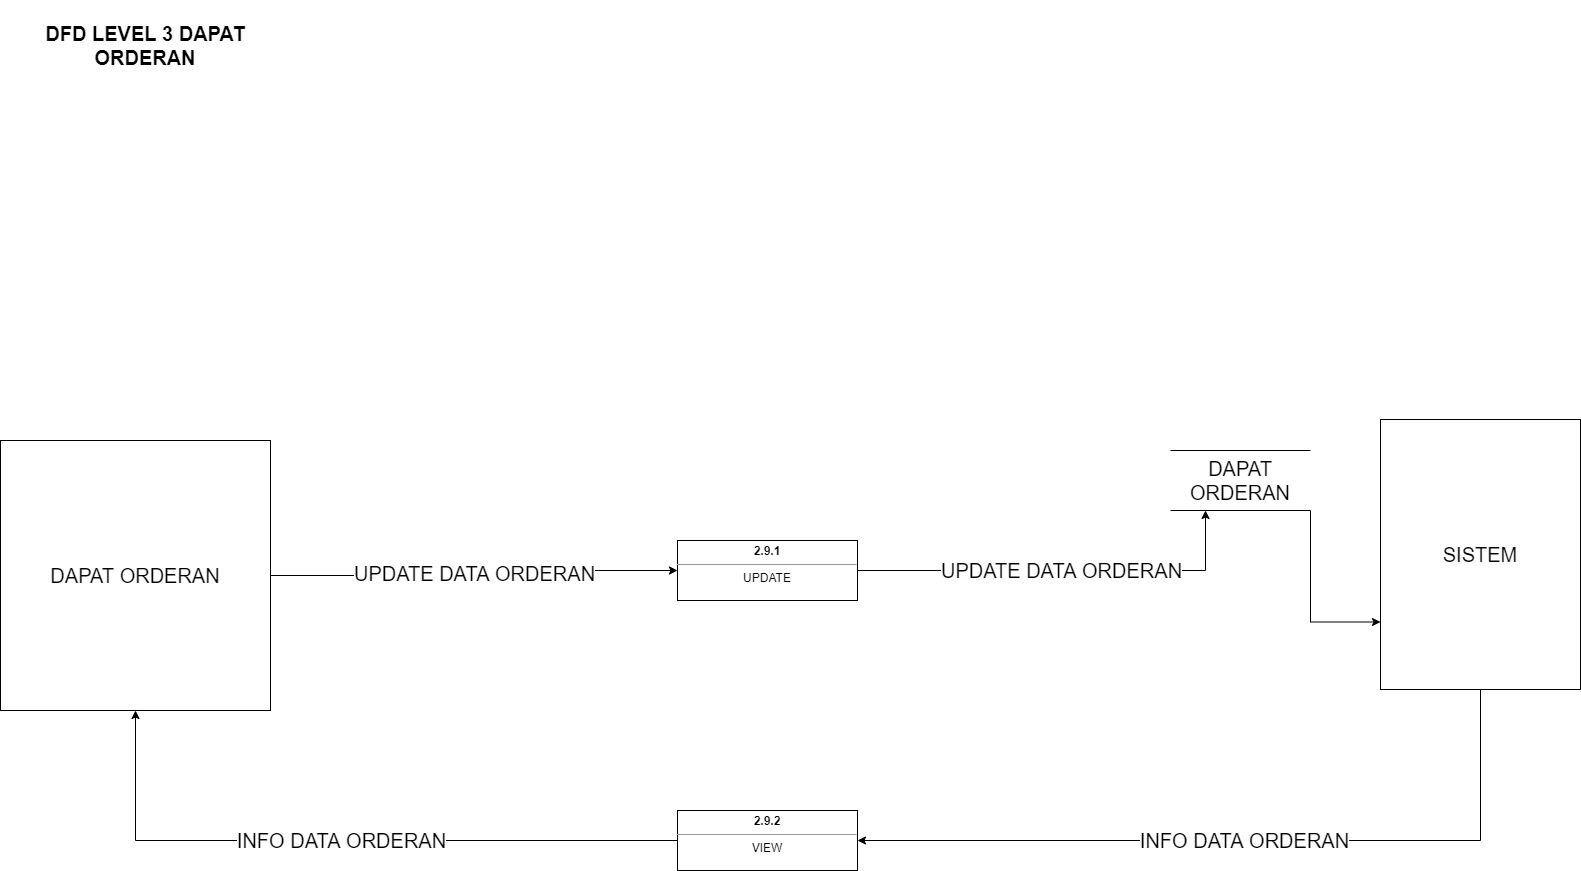 DFD LEVEL 3 DAPAT
ORDERAN
DAPAT
ORDERAN
SISTEM
DAPAT ORDERAN
UPDATE DATA ORDERAN
2.9.1
UPDATE
UPDATE DATA ORDERAN
INFO DATA ORDERAN
2.9.2
VIEW
INFO DATA ORDERAN